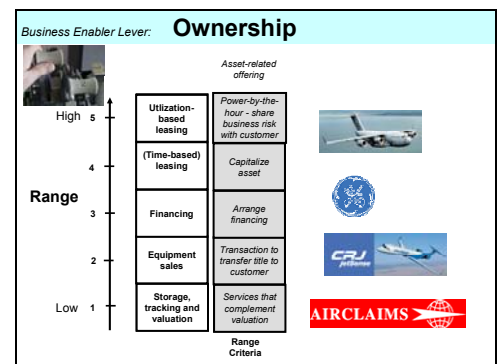 Business Enabler Lever: Ownership
Asset-related
offering
High 5
Utlization-
based
leasing
Power-by-the-
hour - share
business risk
with customer
4
(Time-based)
leasing
Capitalize
asset
Range
3
Financing
Arrange
financing
2
Equipment
sales
Transaction to
transfer title to
customer
CRJ
Low 1
Storage,
tracking and
valuation
Services that
complement
valuation
AIRCLAIMS
Range
Criteria